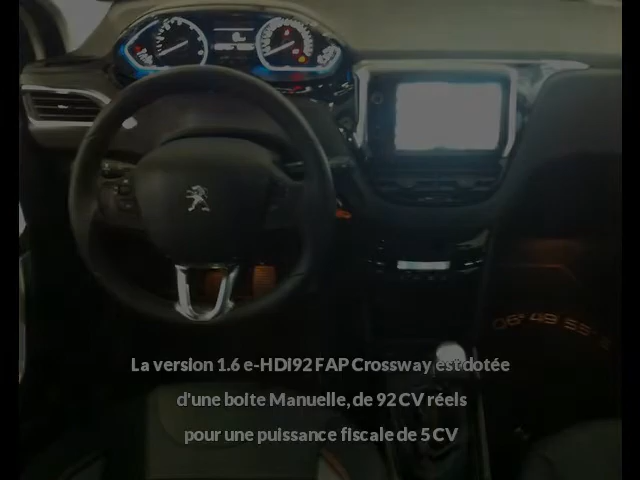 La version 1.6 e-HDi92 FAP Crossway est dotée
d'une boite Manuelle, de 92 CV réels
pour une puissance fiscale de 5 CV